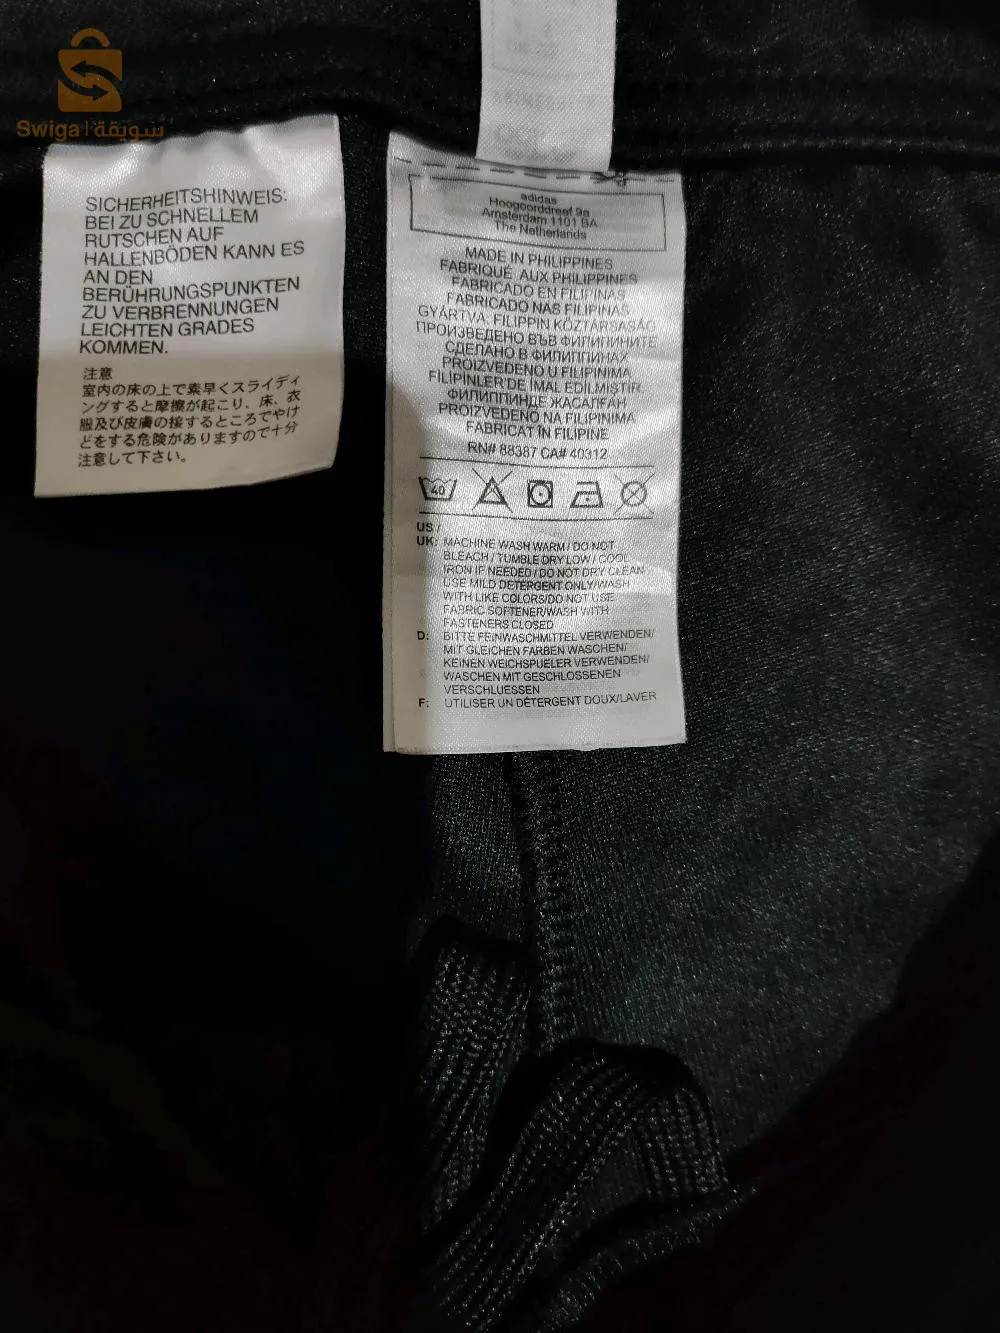 Swiga | سويقة
SICHERHEITSHINWEIS:
BEI ZU SCHNELLEM
RUTSCHEN AUF
HALLENBÖDEN KANN ES
AN DEN
BERÜHRUNGSPUNKTEN
ZU VERBRENNUNGEN
LEICHTEN GRADES
KOMMEN.
注意
室内の床の上で素早くスライディ
ングすると摩擦が起こり、床、衣
服及び皮膚の接するところでやけ
どをする危険がありますので十分
注意して下さい。
adidas
Hoogoorddreef 9a
Amsterdam 1101 BA
The Netherlands
MADE IN PHILIPPINES
FABRIQUÉ AUX PHILIPPINES
FABRICADO EN FILIPINAS
FABRICADO NAS FILIPINAS
GYÁRTVA: FILIPPIN KÖZTÁRSASÁG
ПРОИЗВЕДЕНО ВЪВ ФИЛИПИНИТЕ
СДЕЛАНО В ФИЛИППИНАХ
PROIZVEDENO U FILIPINIMA
FILIPINLER'DE IMAL EDILMISTIR
ФИЛИППИНДЕ ЖАСАЛҒАН
PROIZVEDENO NA FILIPINIMA
FABRICAT ÎN FILIPINE
RN# 88387 CA# 40312
40
US /
UK: MACHINE WASH WARM / DO NOT
BLEACH / TUMBLE DRY LOW / COOL
IRON IF NEEDED / DO NOT DRY CLEAN
USE MILD DETERGENT ONLY/WASH
WITH LIKE COLORS/DO NOT USE
FABRIC SOFTENER/WASH WITH
FASTENERS CLOSED
D: BITTE FEINWASCHMITTEL VERWENDEN/
MIT GLEICHEN FARBEN WASCHEN/
KEINEN WEICHSPUELER VERWENDEN/
WASCHEN MIT GESCHLOSSENEN
VERSCHLUESSEN
F: UTILISER UN DÉTERGENT DOUX/LAVER